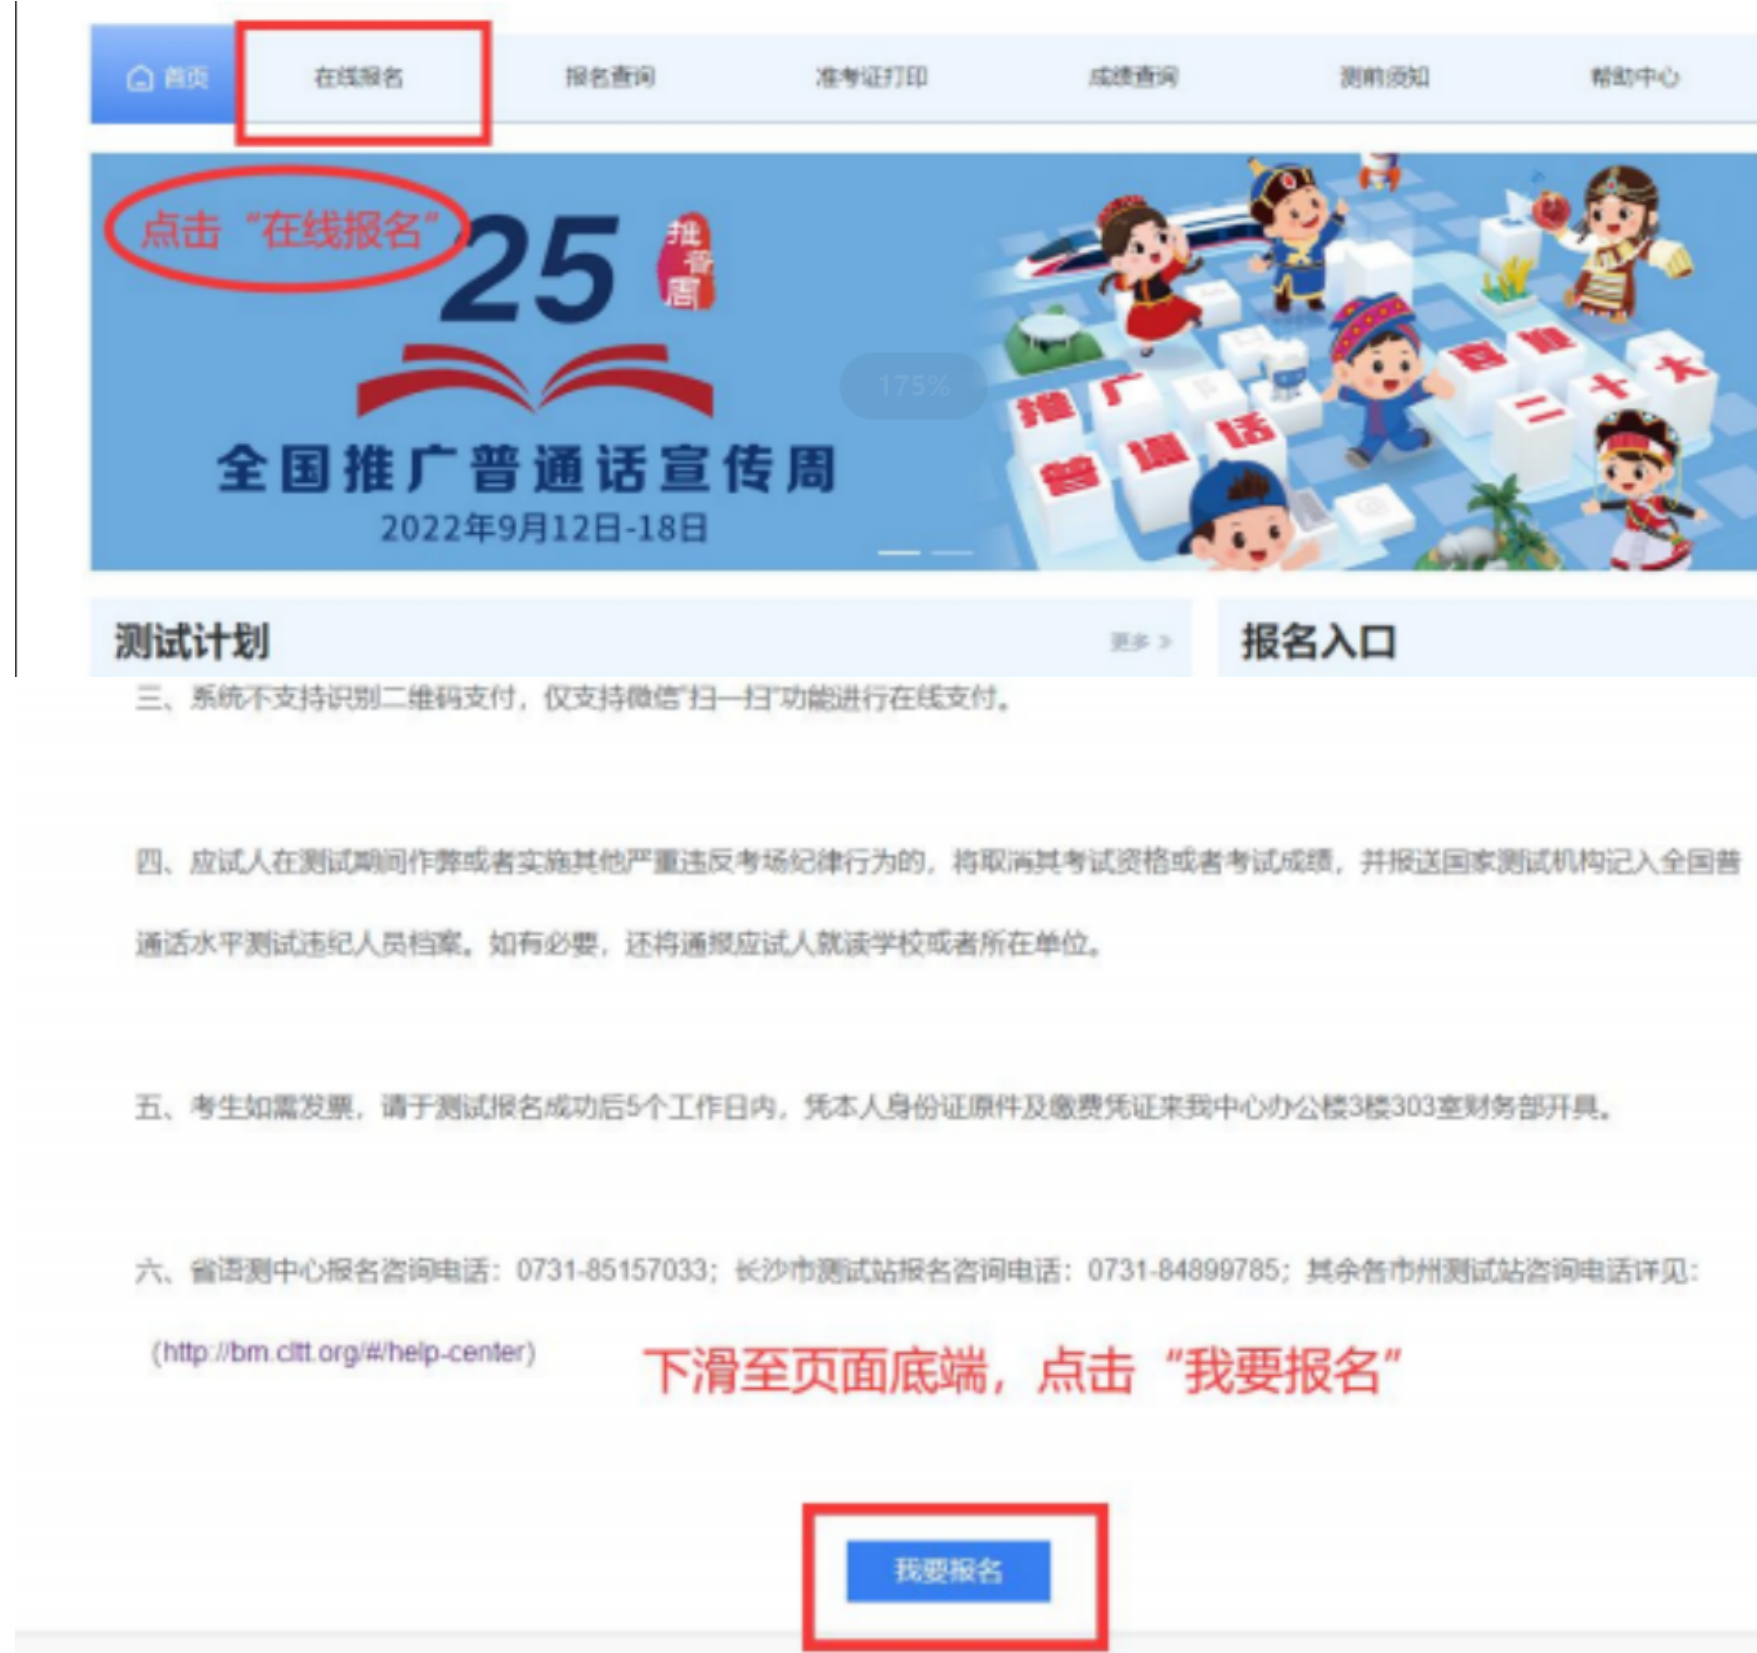 首页 在线报名 报名查询 准考证打印 成绩查询 测前须知 帮助中心
点击 “在线报名”
25 推普周
全国推广普通话宣传周
2022年9月12日-18日
175%
推广
普通话
喜迎
二十大
测试计划 更多 »
报名入口
三、系统不支持识别二维码支付，仅支持微信“扫一扫”功能进行在线支付。
四、应试人在测试期间作弊或者实施其他严重违反考场纪律行为的，将取消其考试资格或者考试成绩，并报送国家测试机构记入全国普
通话水平测试违纪人员档案。如有必要，还将通报应试人就读学校或者所在单位。
五、考生如需发票，请于测试报名成功后5个工作日内，凭本人身份证原件及缴费凭证来我中心办公楼3楼303室财务部开具。
六、省语测中心报名咨询电话：0731-85157033；长沙市测试站报名咨询电话：0731-84899785；其余各市州测试站咨询电话详见：
（http://bm.cltt.org/#/help-center）
下滑至页面底端，点击 “我要报名”
我要报名